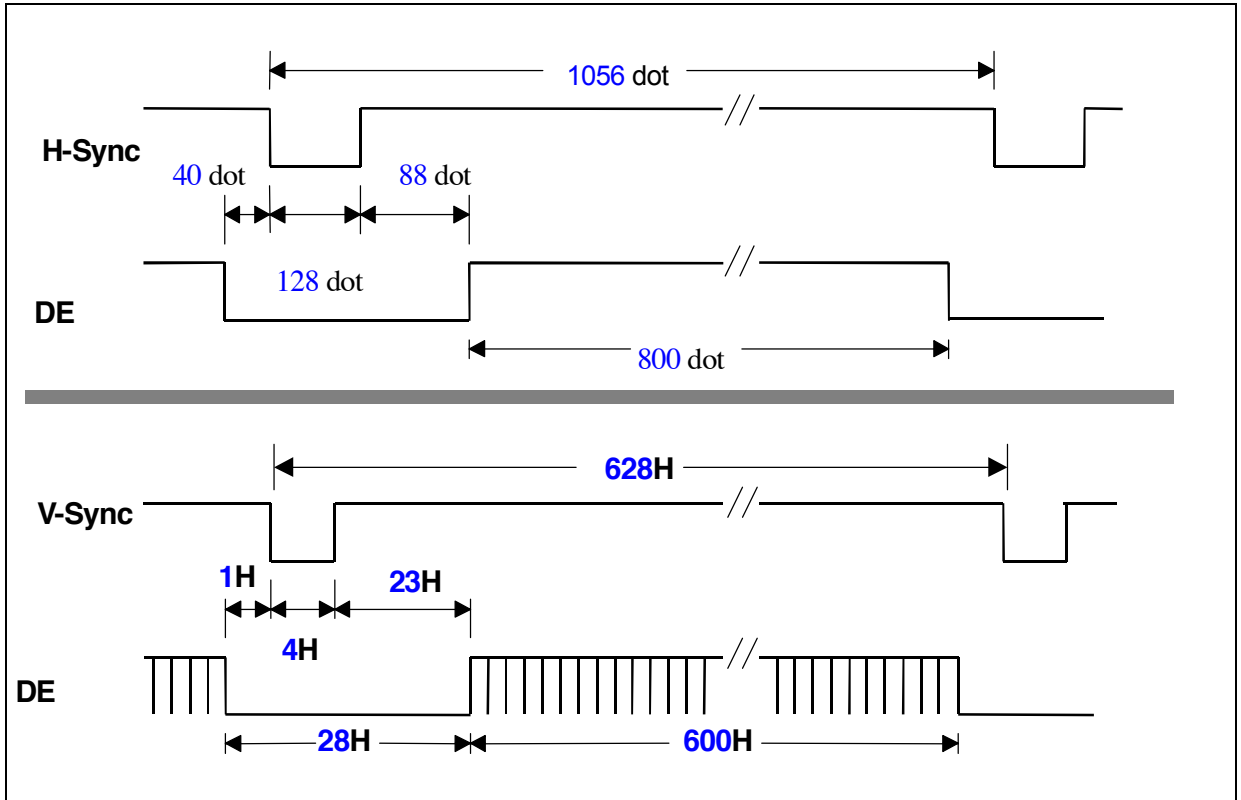 1056 dot
H-Sync
40 dot
88 dot
128 dot
DE
800 dot
628H
V-Sync
1H
23H
4H
DE
28H
600H